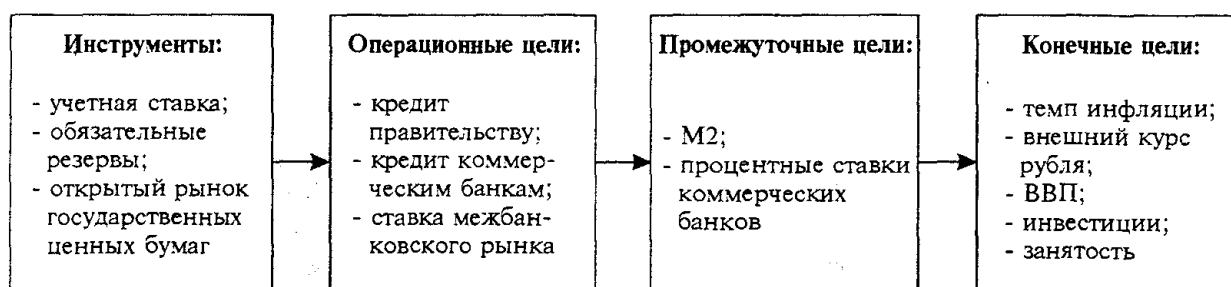 Инструменты:
- учетная ставка;
- обязательные
резервы;
- открытый рынок
государственных
ценных бумаг
Операционные цели:
- кредит
правительству;
- кредит коммер-
ческим банкам;
- ставка межбан-
ковского рынка
Промежуточные цели:
- М2;
- процентные ставки
коммерческих
банков
Конечные цели:
- темп инфляции;
- внешний курс
рубля;
- ВВП;
- инвестиции;
- занятость